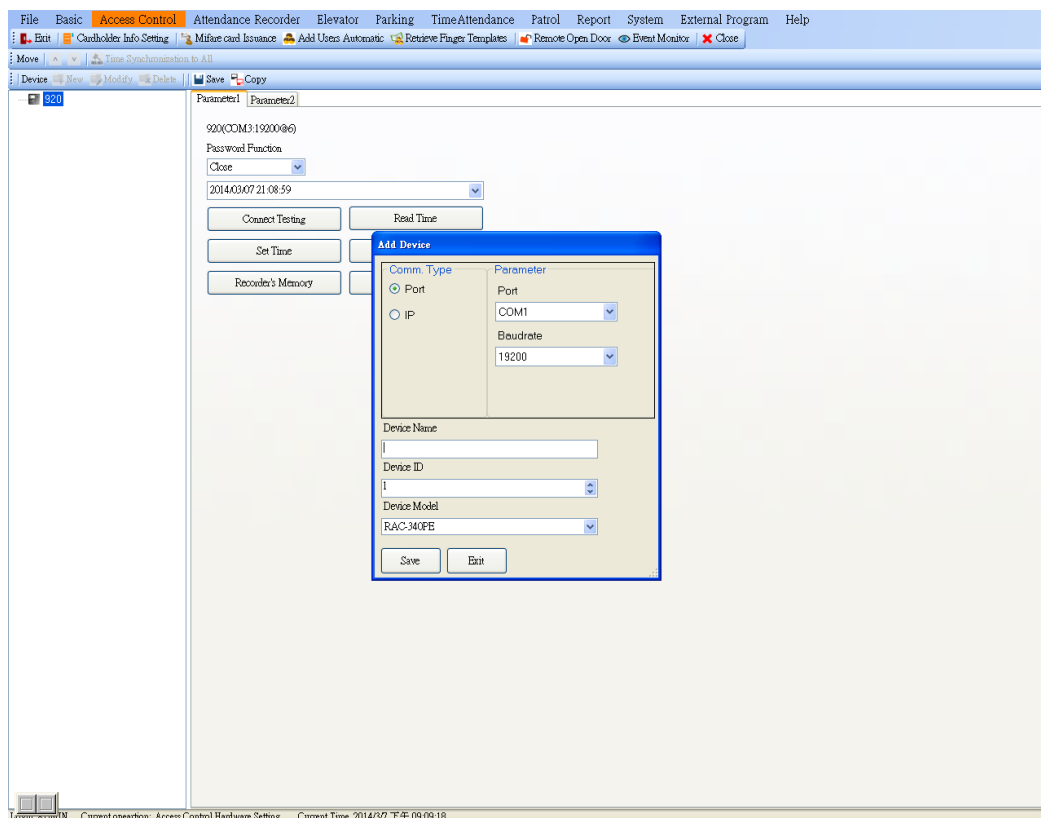 File Basic Access Control Attendance Recorder Elevator Parking TimeAttendance Patrol Report System External Program Help
Exit Cardholder Info Setting Mifare card Issuance Add Users Automatic Retrieve Finger Templates Remote Open Door Event Monitor Close
Move Time Synchronization to All
Device New Modify Delete Save Copy
920
Parameter1 Parameter2
920(COM3:19200@6)
Password Function
Close
2014/03/07 21:08:59
Connect Testing Read Time
Set Time
Recorder's Memory
Add Device
Comm. Type Parameter
Port Port
IP COM1
Baudrate
19200
Device Name
Device ID
1
Device Model
RAC-340PE
Save Exit
Current opeartion: Access Control Hardware Setting Current Time 2014/3/7 下午 09:09:18